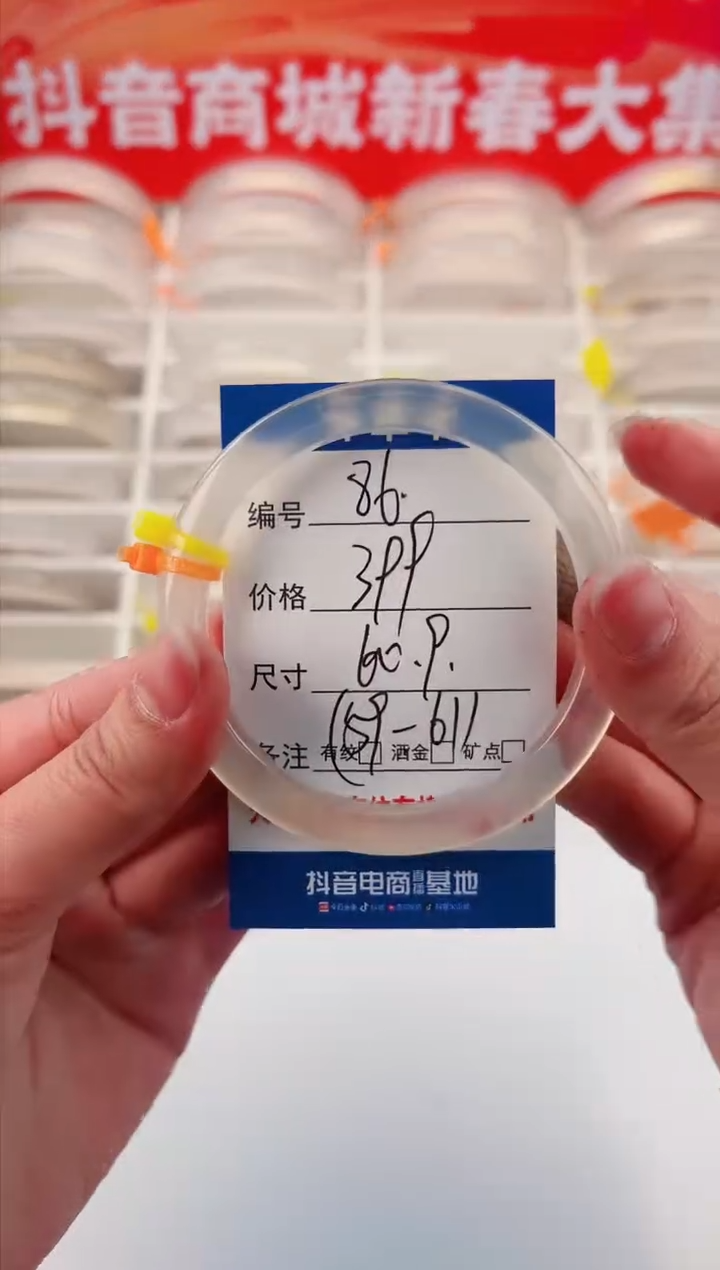 抖音商城新春大集
编号 86.
价格 399
尺寸 60.9.
(59-61)
备注 有纹□ 洒金□ 矿点□
抖音电商直播基地